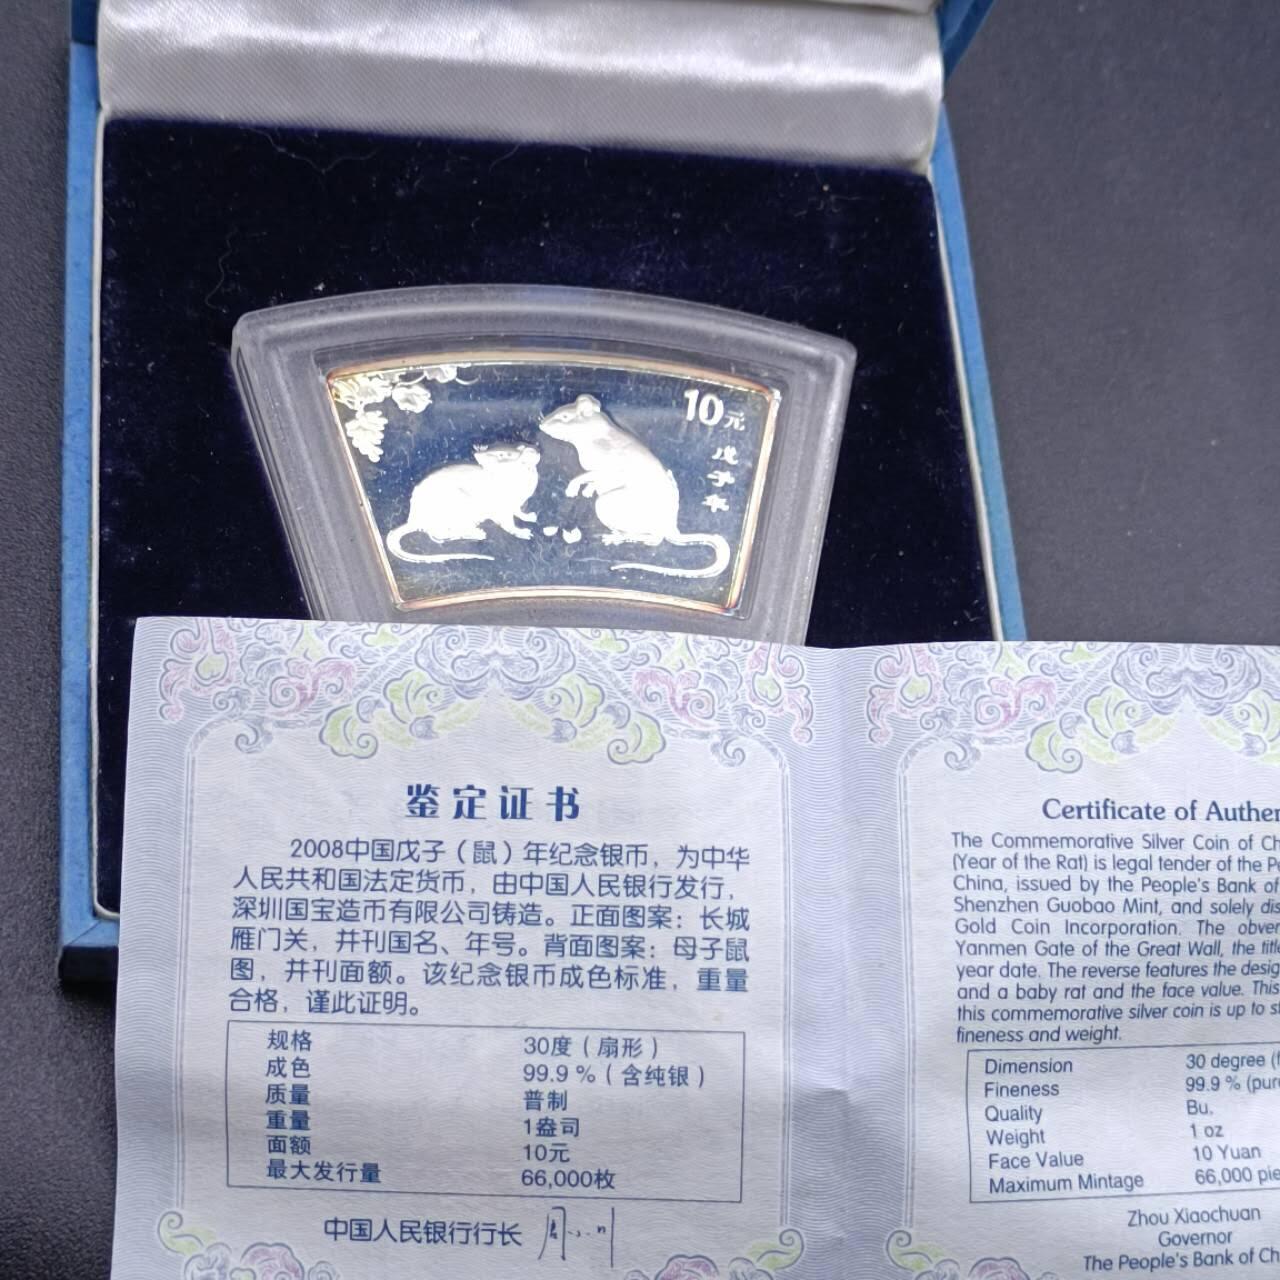 10元
戊
子
年
鉴定证书
2008中国戊子（鼠）年纪念银币，为中华
人民共和国法定货币，由中国人民银行发行，
深圳国宝造币有限公司铸造。正面图案：长城
雁门关，并刊国名、年号。背面图案：母子鼠
图，并刊面额。该纪念银币成色标准，重量
合格，谨此证明。
规格 30度（扇形）
成色 99.9％（含纯银）
质量 普制
重量 1盎司
面额 10元
最大发行量 66,000枚
中国人民银行行长
Certificate of Authen
The Commemorative Silver Coin of Ch
(Year of the Rat) is legal tender of the Pe
China, issued by the People's Bank of
Shenzhen Guobao Mint, and solely dis
Gold Coin Incorporation. The obver
Yanmen Gate of the Great Wall, the title
year date. The reverse features the desig
and a baby rat and the face value. This
this commemorative silver coin is up to st
fineness and weight.
Dimension 30 degree (f
Fineness 99.9 % (pure
Quality Bu.
Weight 1 oz
Face Value 10 Yuan
Maximum Mintage 66,000 pie
Zhou Xiaochuan
Governor
The People's Bank of Ch